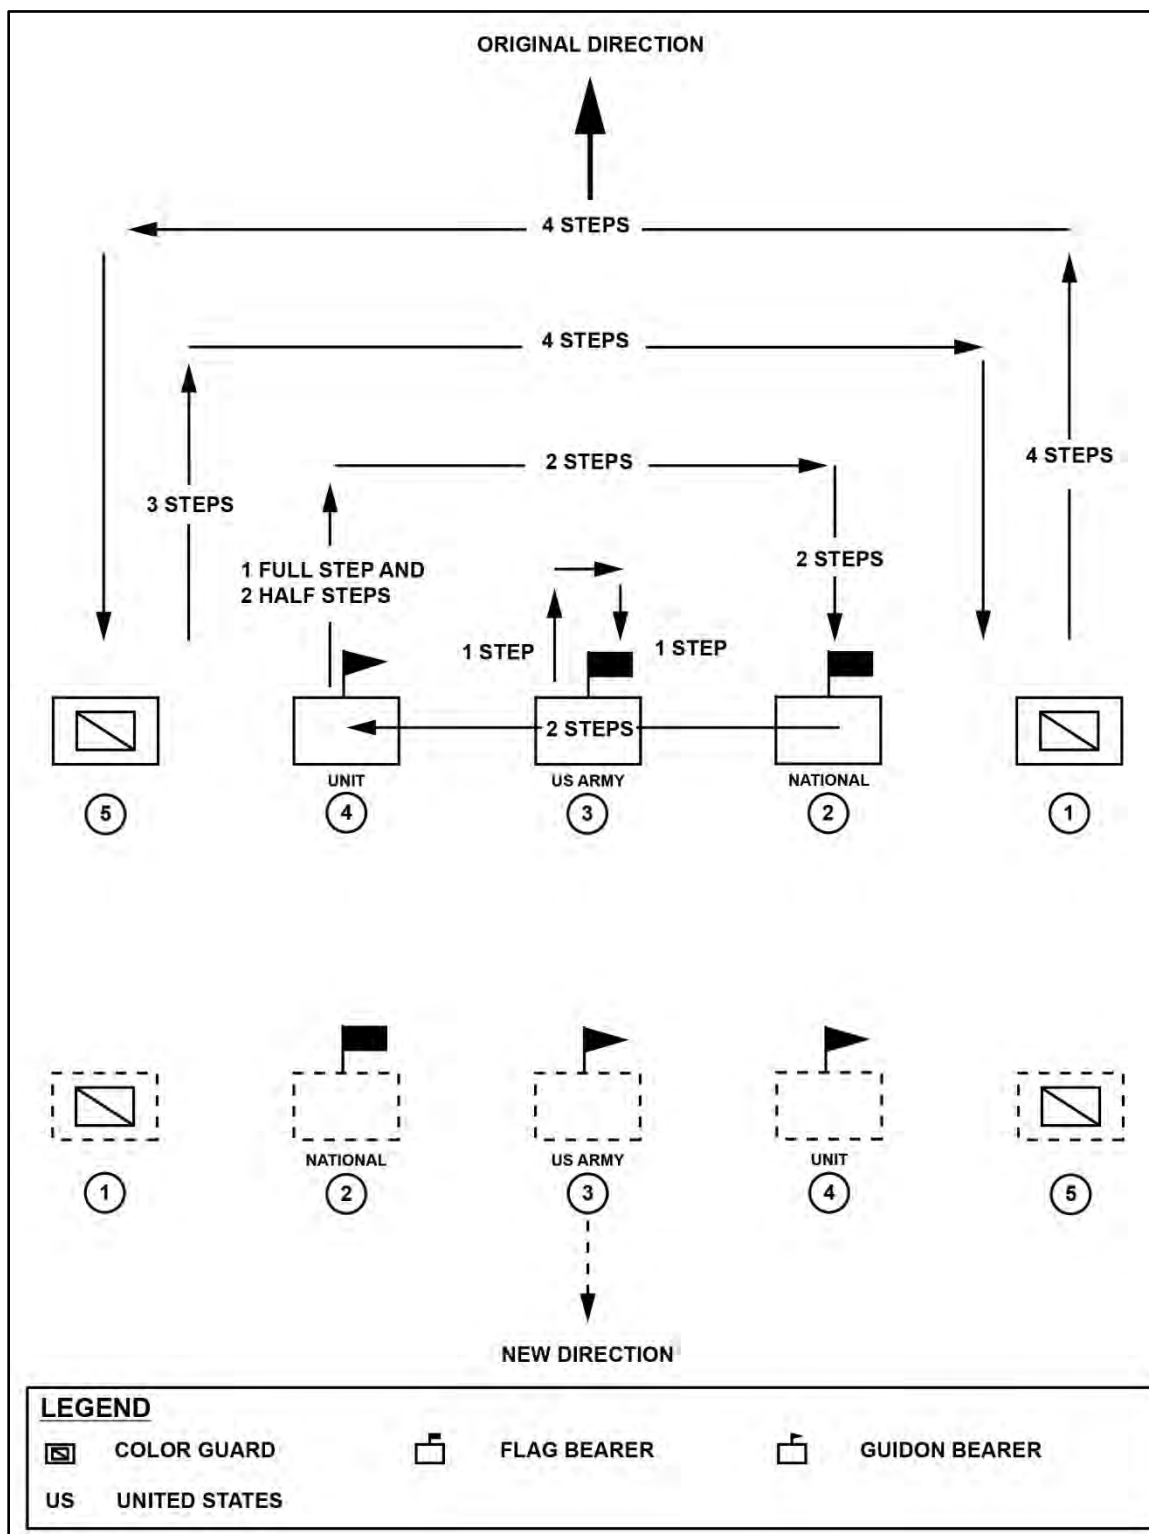 ORIGINAL DIRECTION
4 STEPS
4 STEPS
2 STEPS
4 STEPS
3 STEPS
1 FULL STEP AND
2 HALF STEPS
2 STEPS
1 STEP
1 STEP
2 STEPS
UNIT
US ARMY
NATIONAL
5
4
3
2
1
NATIONAL
US ARMY
UNIT
1
2
3
4
5
NEW DIRECTION
LEGEND
COLOR GUARD
FLAG BEARER
GUIDON BEARER
US UNITED STATES